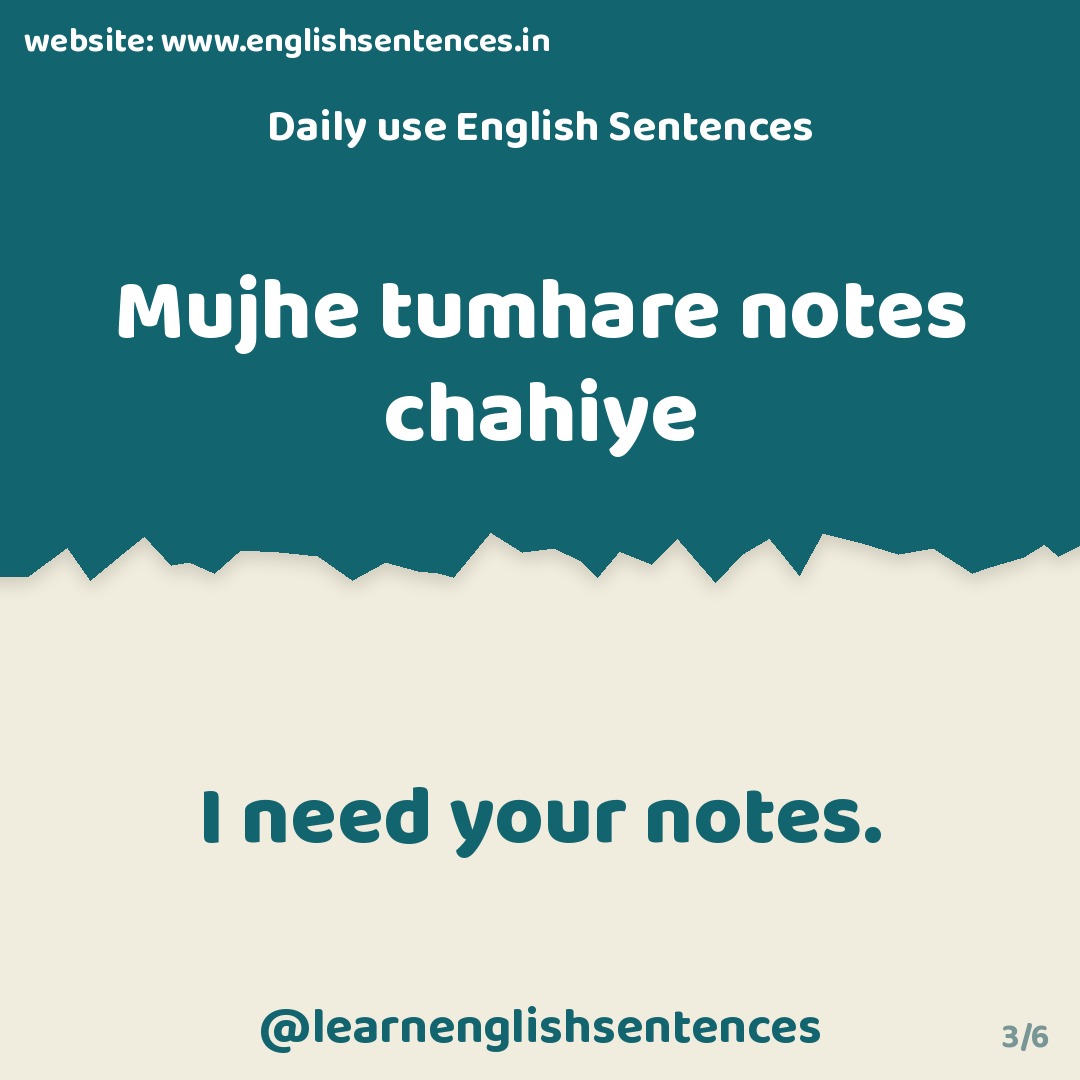 website: www.englishsentences.in
Daily use English Sentences
Mujhe tumhare notes
chahiye
I need your notes.
@learnenglishsentences
3/6